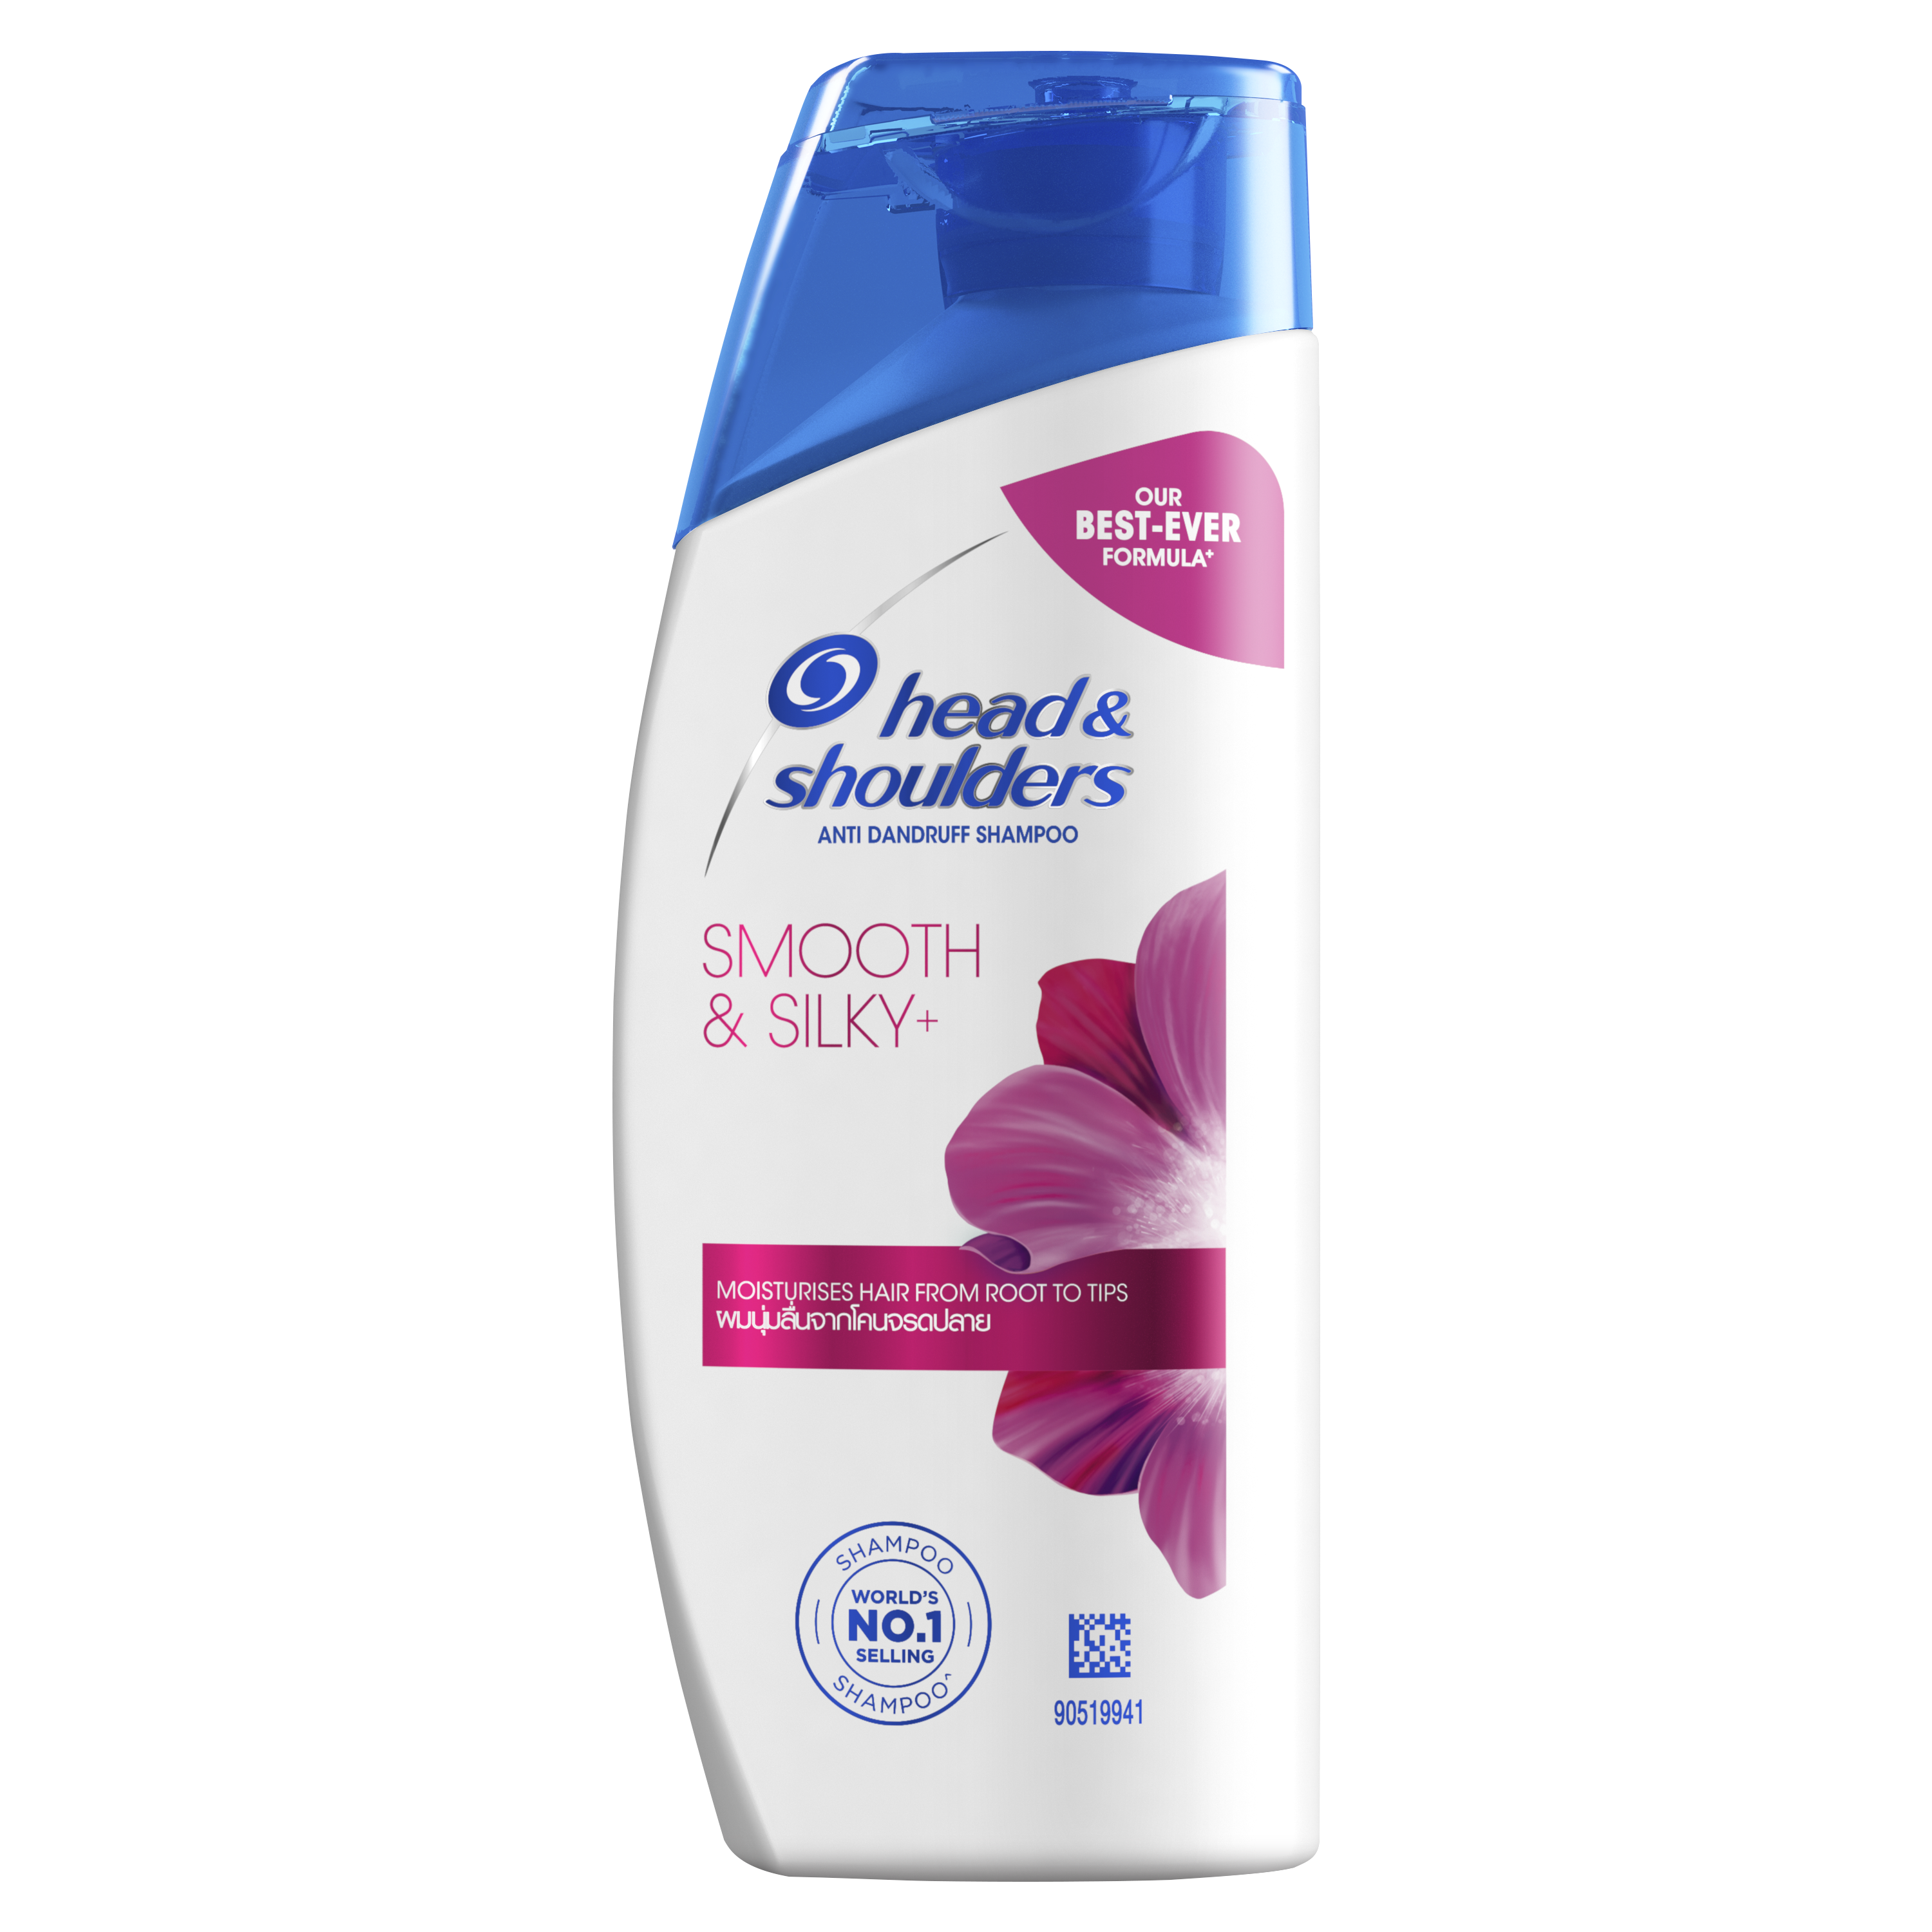 OUR
BEST-EVER
FORMULA+
head &
shoulders
ANTI DANDRUFF SHAMPOO
SMOOTH
& SILKY+
MOISTURISES HAIR FROM ROOT TO TIPS
ผมนุ่มลื่นจากโคนจรดปลาย
SHAMPOO
WORLD'S
NO.1
SELLING
SHAMPOO^
90519941